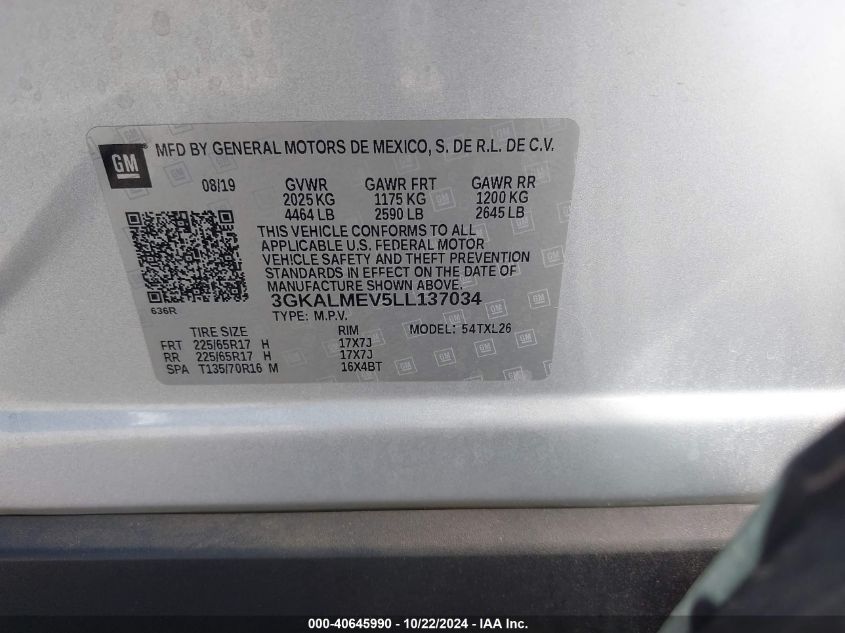 GM
MFD BY GENERAL MOTORS DE MEXICO, S. DE R.L. DE C.V.
08/19 GVWR GAWR FRT GAWR RR
2025 KG 1175 KG 1200 KG
4464 LB 2590 LB 2645 LB
THIS VEHICLE CONFORMS TO ALL
APPLICABLE U.S. FEDERAL MOTOR
VEHICLE SAFETY AND THEFT PREVENTION
STANDARDS IN EFFECT ON THE DATE OF
MANUFACTURE SHOWN ABOVE.
3GKALMEV5LL137034
636R
TYPE: M.P.V. MODEL: 54TXL26
TIRE SIZE RIM
FRT 225/65R17 H 17X7J
RR 225/65R17 H 17X7J
SPA T135/70R16 M 16X4BT
000-40645990 - 10/22/2024 - IAA Inc.